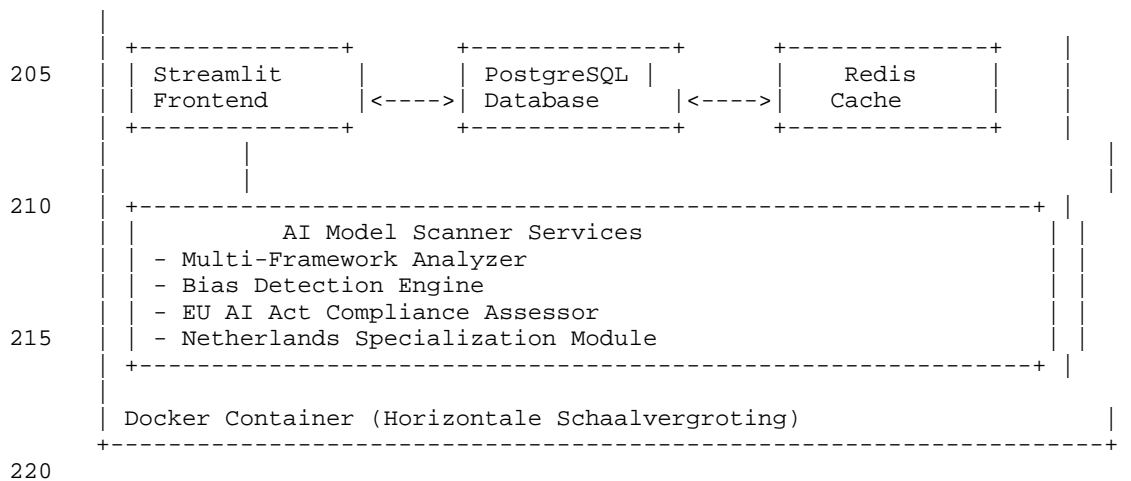 |
| +--------------+ +--------------+ +--------------+ |
205 | | Streamlit | | PostgreSQL | | Redis | |
| | Frontend |<---->| Database |<---->| Cache | |
| +--------------+ +--------------+ +--------------+ |
| | |
| | |
210 | +--------------------------------------------------------------+ |
| | AI Model Scanner Services | |
| | - Multi-Framework Analyzer | |
| | - Bias Detection Engine | |
| | - EU AI Act Compliance Assessor | |
215 | | - Netherlands Specialization Module | |
| +--------------------------------------------------------------+ |
|
| Docker Container (Horizontale Schaalvergroting) |
+---------------------------------------------------------------------+
220